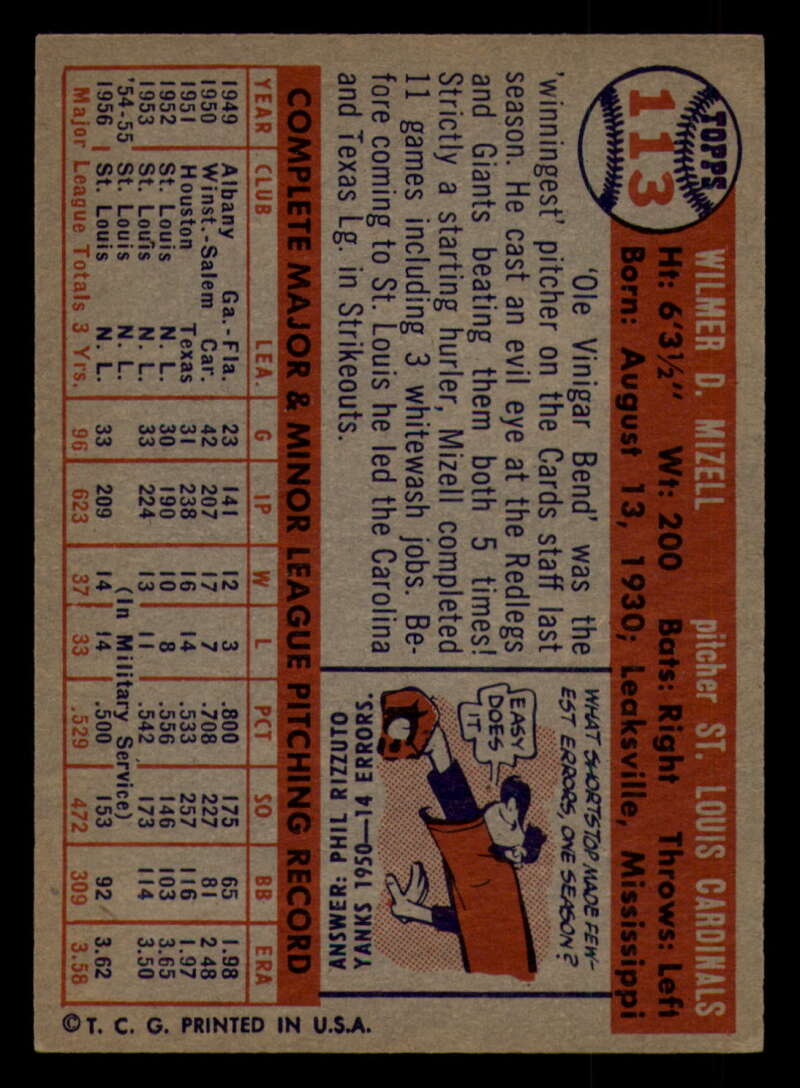 TOPPS
113
WILMER D. MIZELL pitcher ST. LOUIS CARDINALS
Ht: 6'3½" Wt: 200 Bats: Right Throws: Left
Born: August 13, 1930; Leaksville, Mississippi
'Ole Vinigar Bend' was the
'winningest' pitcher on the Cards staff last
season. He cast an evil eye at the Redlegs
and Giants beating them both 5 times!
Strictly a starting hurler, Mizell completed
11 games including 3 whitewash jobs. Be-
fore coming to St. Louis he led the Carolina
and Texas Lg. in Strikeouts.
WHAT SHORTSTOP MADE FEW-
EST ERRORS, ONE SEASON?
EASY
DOES
IT
ANSWER: PHIL RIZZUTO
YANKS 1950—14 ERRORS.
COMPLETE MAJOR & MINOR LEAGUE PITCHING RECORD
YEAR CLUB LEA. G IP W L PCT SO BB ERA
1949 Albany Ga.-Fla. 23 141 12 3 .800 175 65 1.98
1950 Winst.-Salem Car. 42 207 17 7 .708 227 81 2.48
1951 Houston Texas 31 238 16 14 .533 257 116 1.97
1952 St. Louis N. L. 30 190 10 8 .556 146 103 3.65
1953 St. Louis N. L. 33 224 13 11 .542 173 114 3.50
'54-55 St. Louis N. L. (In Military Service)
1956 St. Louis N. L. 33 209 14 14 .500 153 92 3.62
Major League Totals 3 Yrs. 96 623 37 33 .529 472 309 3.58
© T. C. G. PRINTED IN U.S.A.